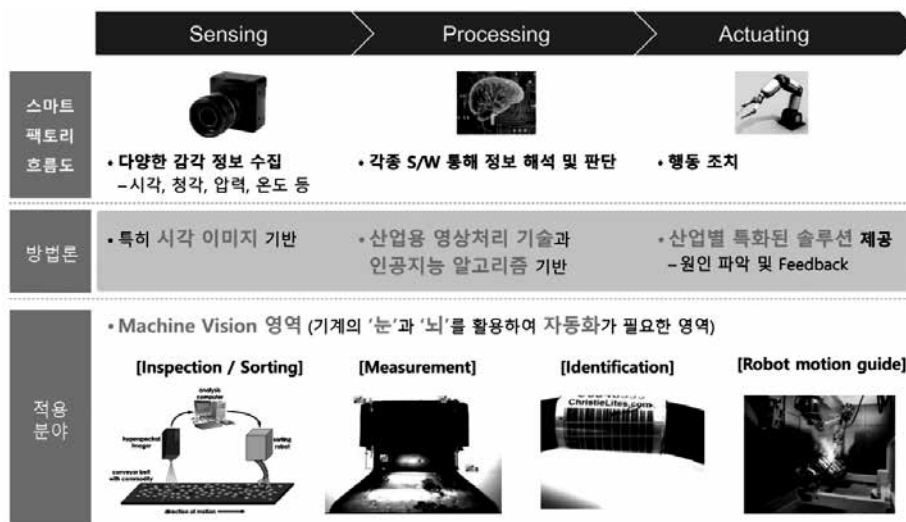 Sensing
Processing
Actuating
스마트
팩토리
흐름도
• 다양한 감각 정보 수집
– 시각, 청각, 압력, 온도 등
• 각종 S/W 통해 정보 해석 및 판단
• 행동 조치
방법론
• 특히 시각 이미지 기반
• 산업용 영상처리 기술과
인공지능 알고리즘 기반
• 산업별 특화된 솔루션 제공
– 원인 파악 및 Feedback
적용
분야
• Machine Vision 영역 (기계의 '눈'과 '뇌'를 활용하여 자동화가 필요한 영역)
[Inspection / Sorting]
[Measurement]
[Identification]
[Robot motion guide]
analysis
computer
hyperspectral
imager
sorting
robot
conveyor belt
with commodity
direction of motion
ChristieLites.com